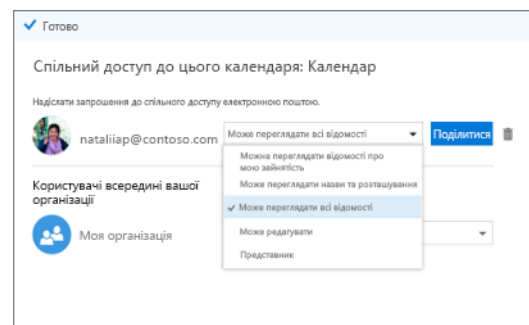 Готово
Спільний доступ до цього календаря: Календар
Надіслати запрошення до спільного доступу електронною поштою.
nataliiap@contoso.com
Може переглядати всі відомості
Поділитися
Можна переглядати відомості про
мою зайнятість
Може переглядати назви та розташування
Може переглядати всі відомості
Може редагувати
Представник
Користувачі всередині вашої
організації
Моя організація